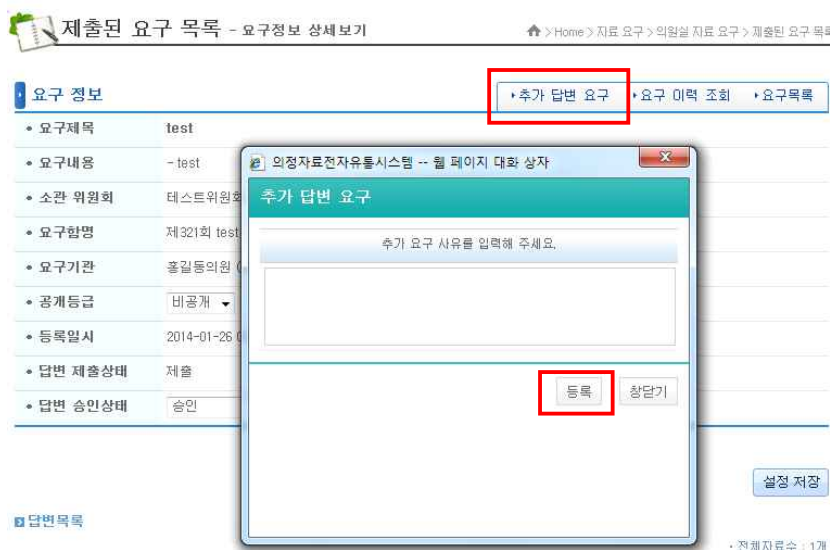 제출된 요구 목록 - 요구정보 상세보기
>Home > 자료 요구 > 의원실 자료 요구 > 제출된 요구 목록
요구 정보
추가 답변 요구 요구 이력 조회 요구목록
• 요구제목 test
• 요구내용 - test
• 소관 위원회 테스트위원회
• 요구함명 제321회 test
• 요구기관 홍길동의원 (
• 공개등급 비공개
• 등록일시 2014-01-26
• 답변 제출상태 제출
• 답변 승인상태 승인
의정자료전자유통시스템 -- 웹 페이지 대화 상자
추가 답변 요구
추가 요구 사유를 입력해 주세요.
등록 창닫기
설정 저장
답변목록
• 전체자료수 : 1개